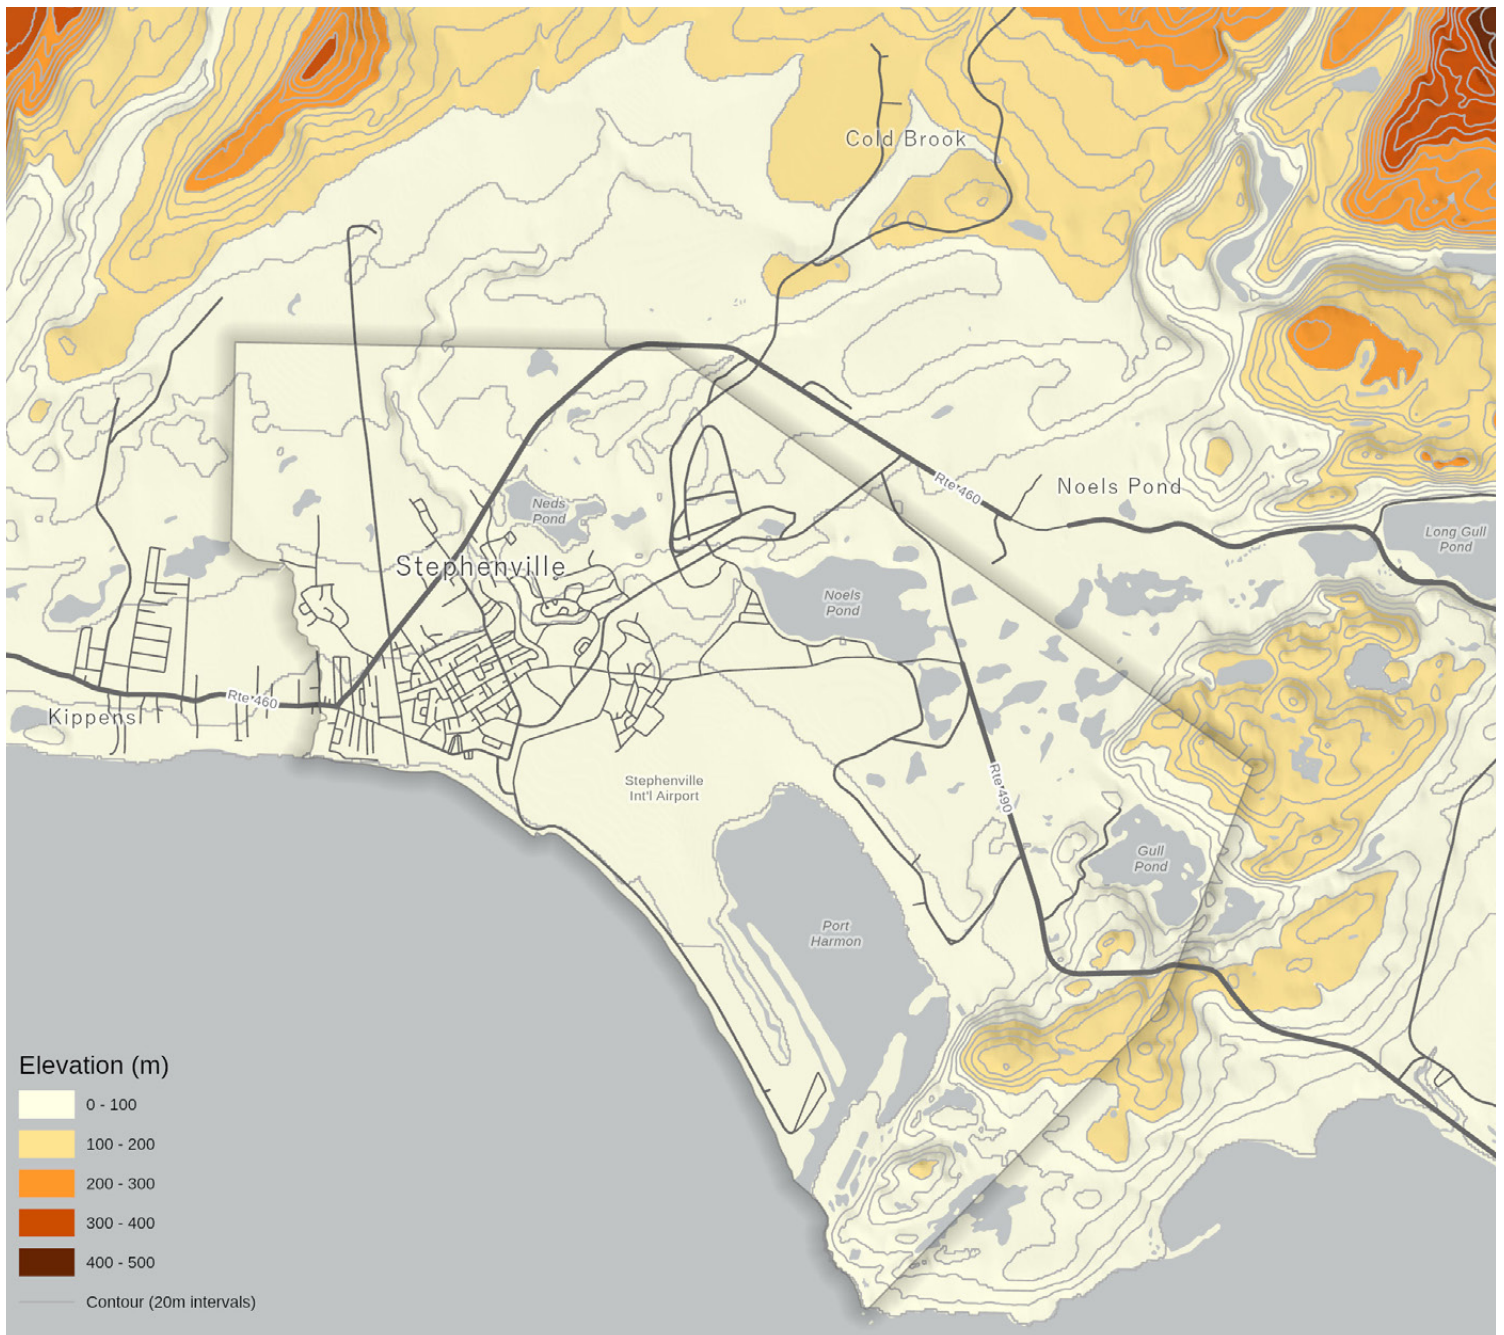 Cold Brook
Rte 460
Noels Pond
Neds
Pond
Long Gull
Pond
Stephenville
Noels
Pond
Rte 460
Kippens
Stephenville
Int'l Airport
Rte 490
Gull
Pond
Port
Harmon
Elevation (m)
0 - 100
100 - 200
200 - 300
300 - 400
400 - 500
Contour (20m intervals)